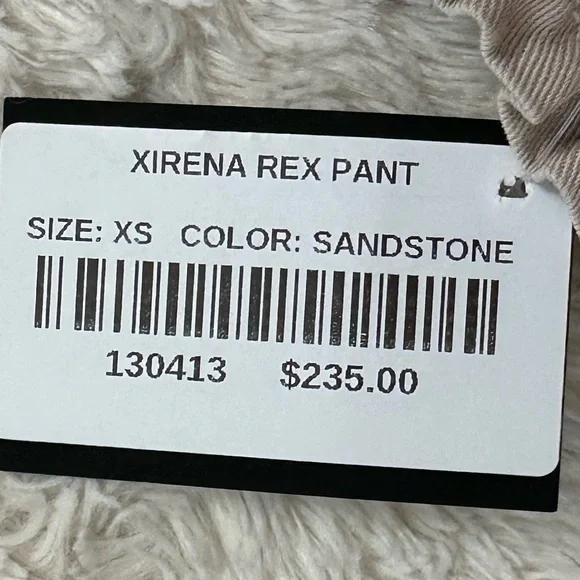 XIRENA REX PANT
SIZE: XS COLOR: SANDSTONE
130413 $235.00